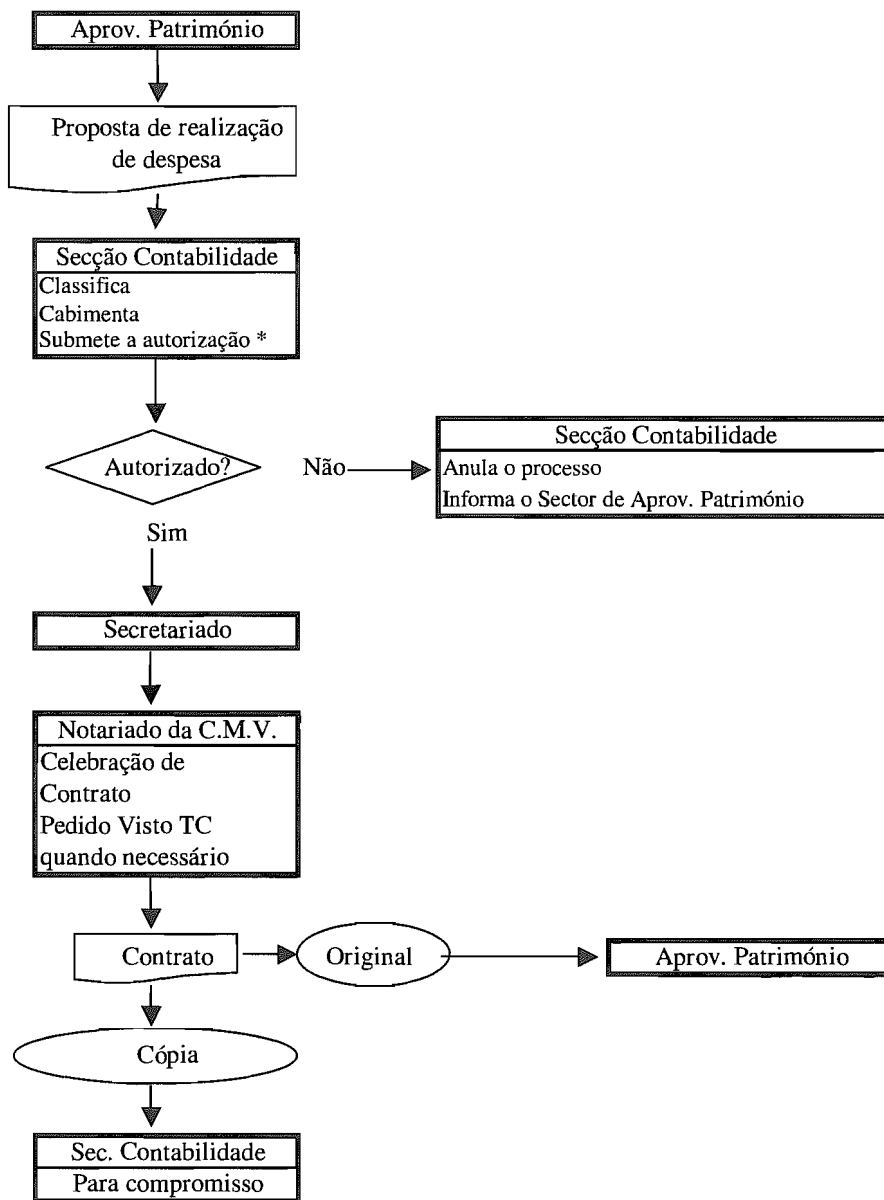 Aprov. Património
Proposta de realização
de despesa
Secção Contabilidade
Classifica
Cabimenta
Submete a autorização *
Autorizado?
Não
Secção Contabilidade
Anula o processo
Informa o Sector de Aprov. Património
Sim
Secretariado
Notariado da C.M.V.
Celebração de
Contrato
Pedido Visto TC
quando necessário
Contrato
Original
Aprov. Património
Cópia
Sec. Contabilidade
Para compromisso